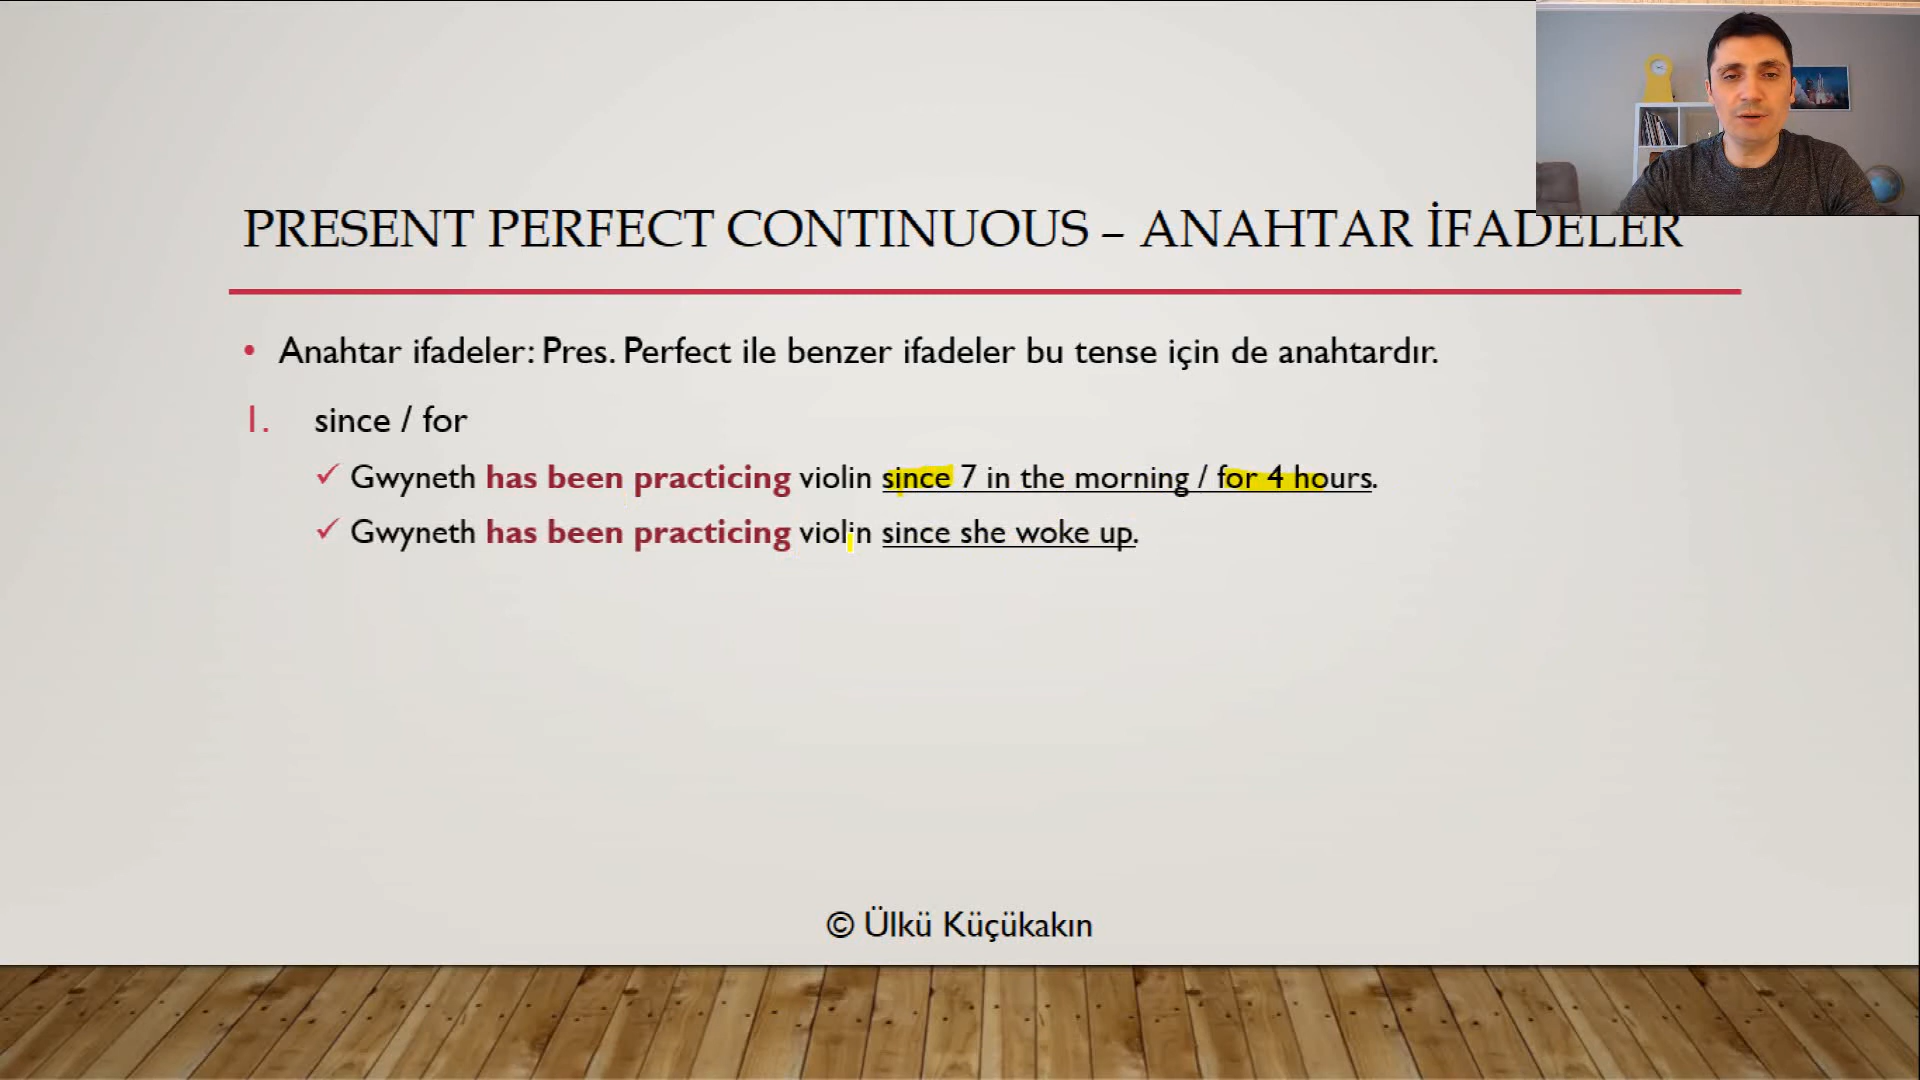 PRESENT PERFECT CONTINUOUS – ANAHTAR İFADELER
• Anahtar ifadeler: Pres. Perfect ile benzer ifadeler bu tense için de anahtardır.
1. since / for
✓ Gwyneth has been practicing violin since 7 in the morning / for 4 hours.
✓ Gwyneth has been practicing violin since she woke up.
© Ülkü Küçükakın